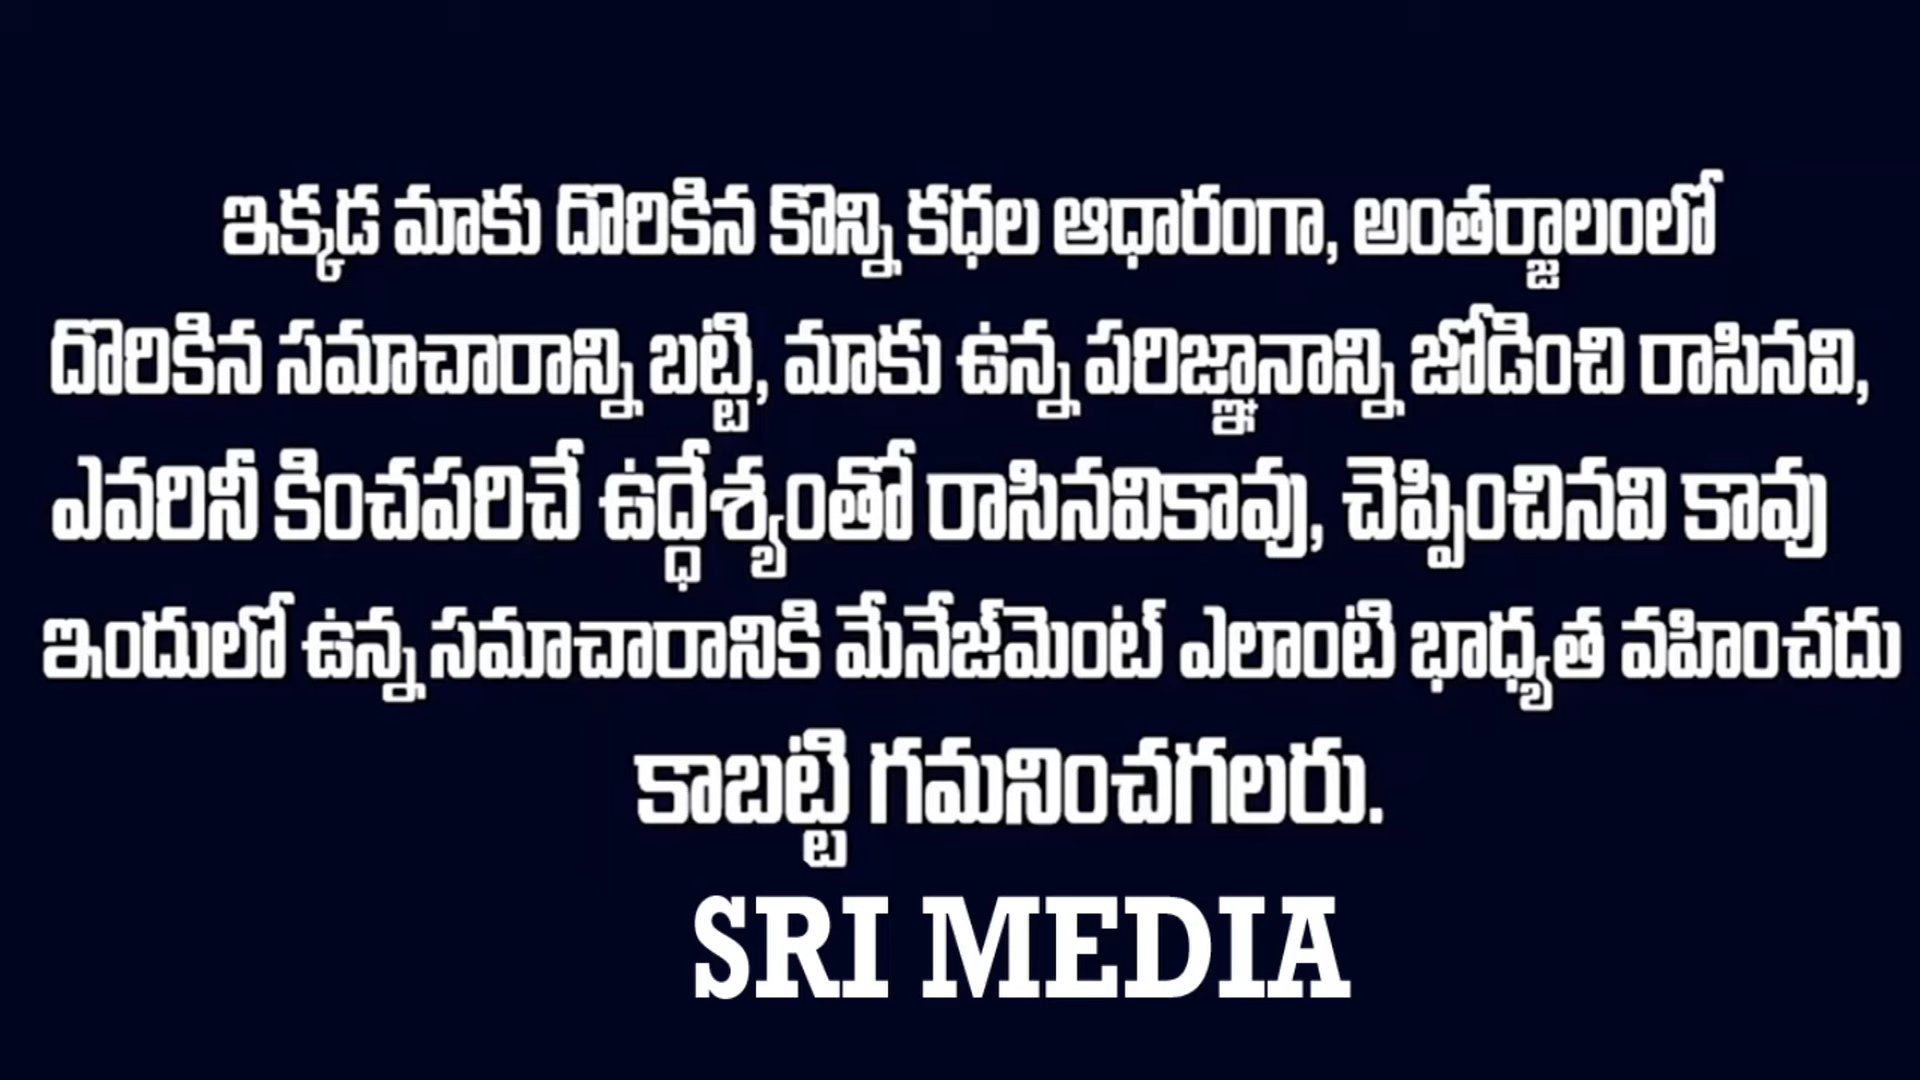 ఇక్కడ మాకు దొరికిన కొన్ని కధల ఆధారంగా, అంతర్జాలంలో
దొరికిన సమాచారాన్ని బట్టి, మాకు ఉన్న పరిజ్ఞానాన్ని జోడించి రాసినవి,
ఎవరినీ కించపరిచే ఉద్ధేశ్యంతో రాసినవికావు, చెప్పించినవి కావు
ఇందులో ఉన్న సమాచారానికి మేనేజ్‌మెంట్ ఎలాంటి భాధ్యత వహించదు
కాబట్టి గమనించగలరు.
SRI MEDIA